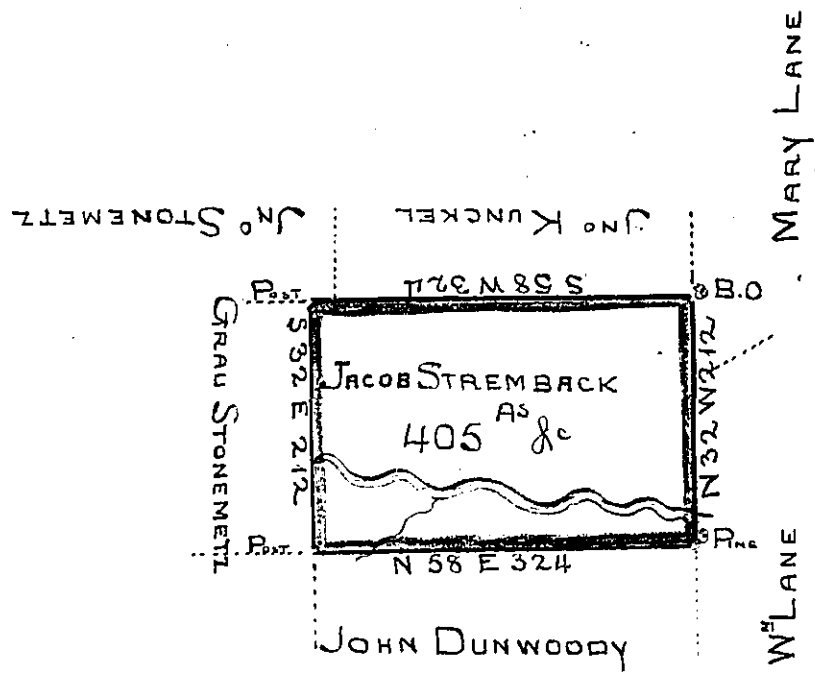 MARY LANE
JNo STONEMETZ
JNO KUNCKEL
POST
S 58 W 324
B.O
GRAU STONEMETZ
S 32 E 212
JACOB STREMBACK
405 As &c
N 32 W 212
POST
N 58 E 324
PINE
JOHN DUNWOODY
Wm LANE